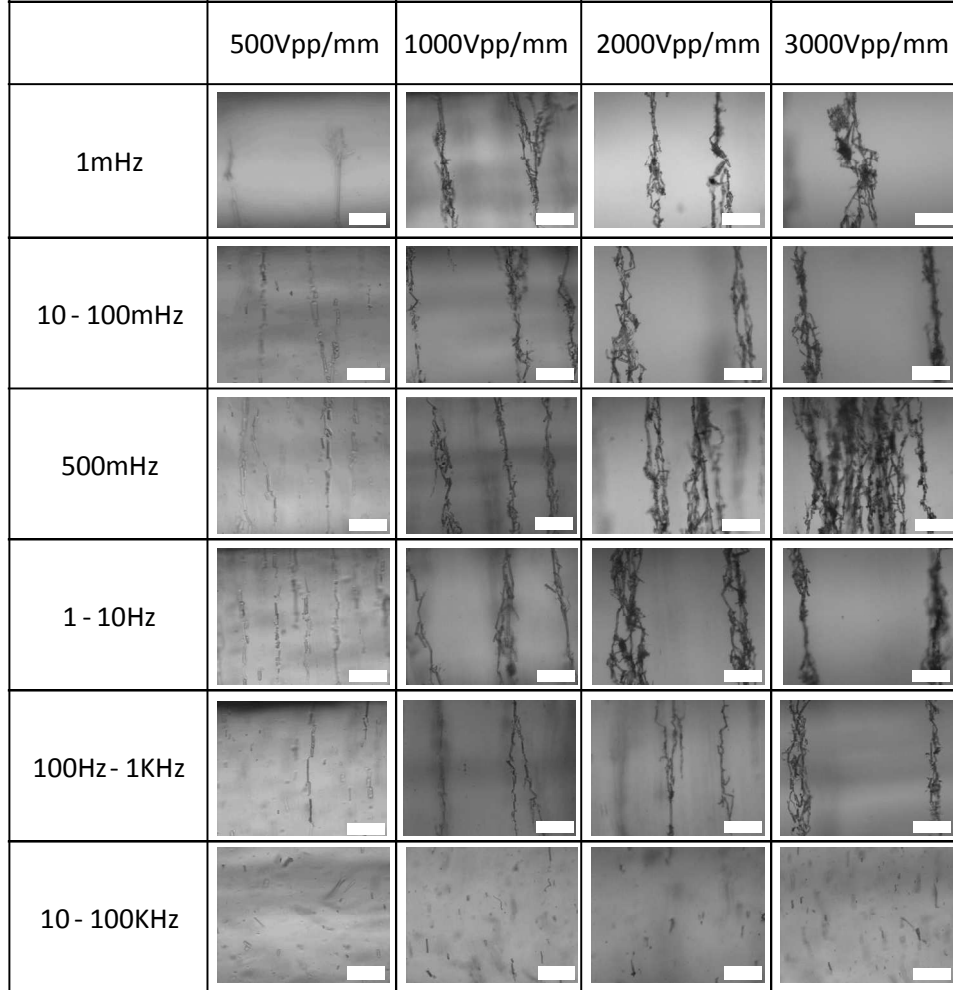 500Vpp/mm 1000Vpp/mm 2000Vpp/mm 3000Vpp/mm
1mHz
10 - 100mHz
500mHz
1 - 10Hz
100Hz - 1KHz
10 - 100KHz